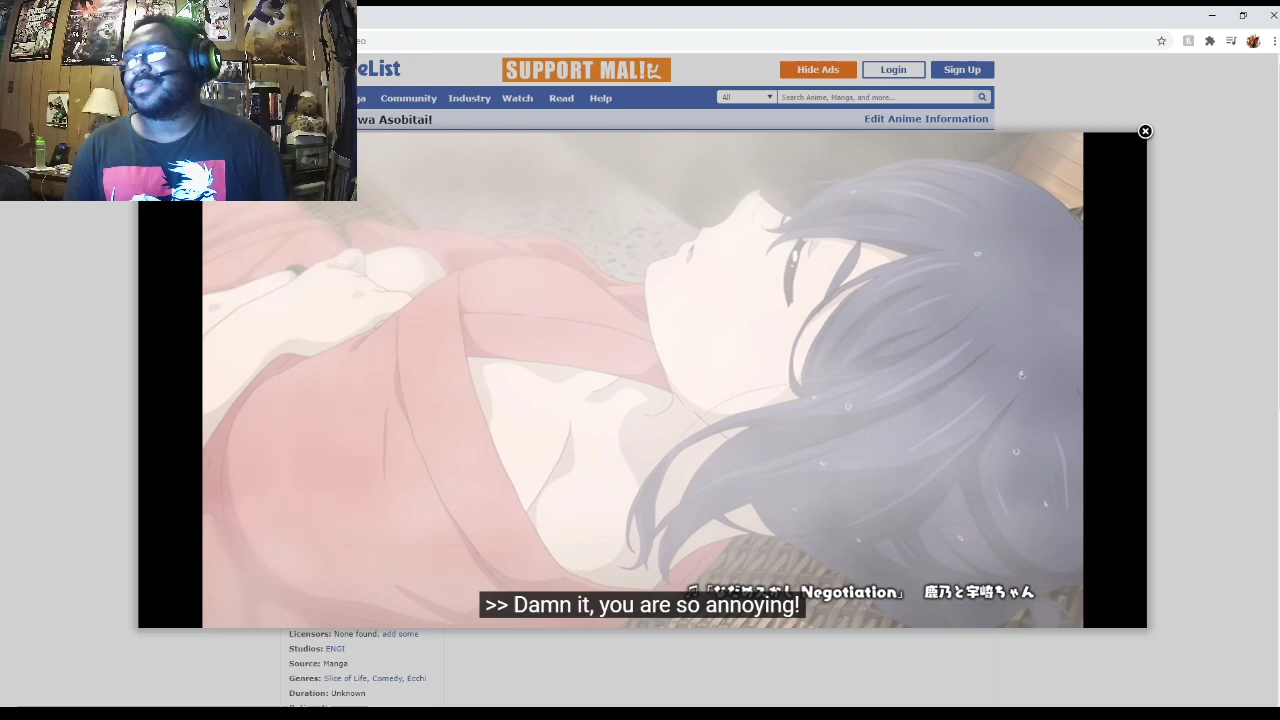 eo
eList
SUPPORT MAL!
Hide Ads
Login
Sign Up
ga
Community
Industry
Watch
Read
Help
All
Search Anime, Manga, and more...
wa Asobitai!
Edit Anime Information
Negotiation」 鹿乃と宇崎ちゃん
>> Damn it, you are so annoying!
Licensors: None found, add some
Studios: ENGI
Source: Manga
Genres: Slice of Life, Comedy, Ecchi
Duration: Unknown